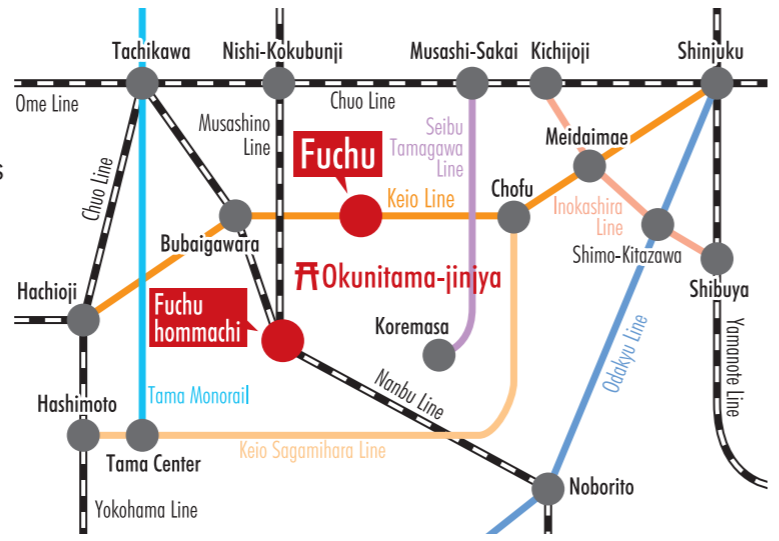 Tachikawa
Nishi-Kokubunji
Musashi-Sakai
Kichijoji
Shinjuku
Ome Line
Chuo Line
Musashino
Line
Seibu
Tamagawa
Line
Meidaimae
s
Fuchu
Chuo Line
Keio Line
Chofu
Inokashira
Line
Bubaigawara
Shimo-Kitazawa
Okunitama-jinjya
Hachioji
Shibuya
Fuchu
hommachi
Koremasa
Odakyu Line
Yamanote Line
Nanbu Line
Hashimoto
Tama Monorail
Keio Sagamihara Line
Tama Center
Noborito
Yokohama Line